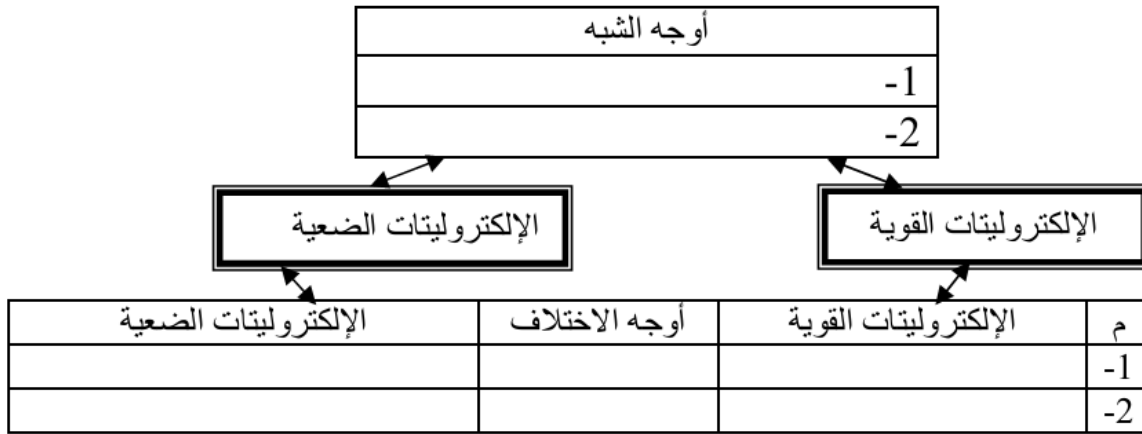 أوجه الشبه
1-
2-
الإلكتروليتات القوية
الإلكتروليتات الضعية
م الإلكتروليتات القوية أوجه الاختلاف الإلكتروليتات الضعية
1-
2-